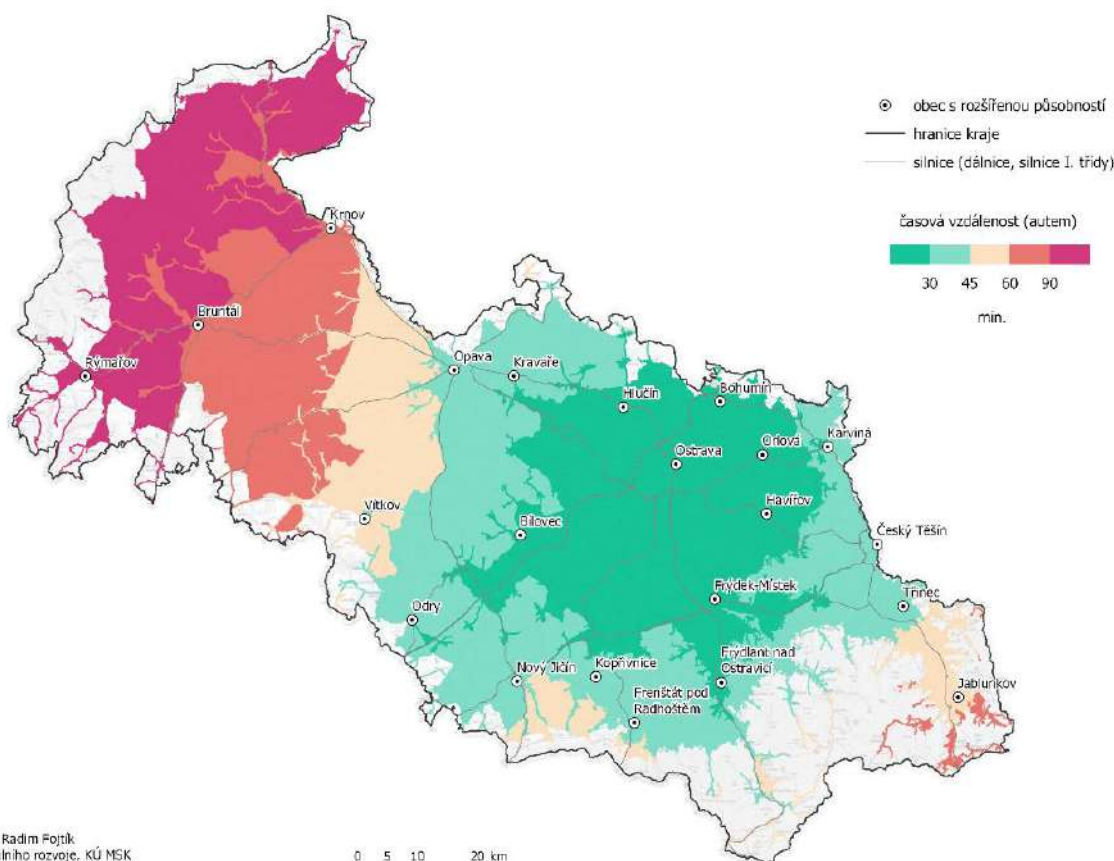 obec s rozšířenou působností
hranice kraje
silnice (dálnice, silnice I. třídy)
časová vzdálenost (autem)
30 45 60 90
min.
Krnov
Bruntál
Rýmařov
Opava
Kravaře
Hlučín
Bohumín
Karviná
Orlová
Ostrava
Havířov
Vítkov
Bílovec
Český Těšín
Frýdek-Místek
Třinec
Odry
Frýdlant nad
Ostravicí
Kopřivnice
Nový Jičín
Jablunkov
Frenštát pod
Radhoštěm
Radim Fojtík
lního rozvoje, KÚ MSK
0 5 10 20 km